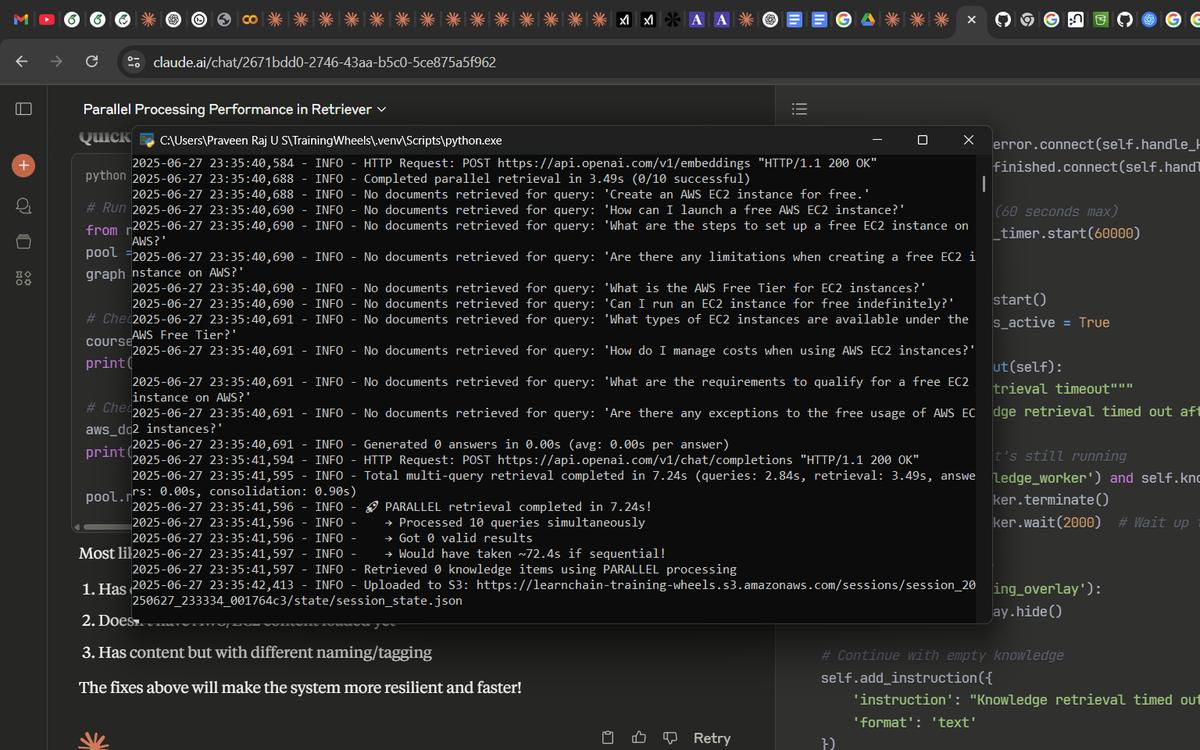 claude.ai/chat/2671bdd0-2746-43aa-b5c0-5ce875a5f962
Parallel Processing Performance in Retriever
Quick
python
# Run
from
pool =
graph
# Chec
course
print(
# Chec
aws_do
print(
pool.r
Most lik
1. Has
2. Doesn't have AWS/EC2 content loaded yet
3. Has content but with different naming/tagging
The fixes above will make the system more resilient and faster!
Retry
C:\Users\Praveen Raj U S\TrainingWheels\.venv\Scripts\python.exe
2025-06-27 23:35:40,584 - INFO - HTTP Request: POST https://api.openai.com/v1/embeddings "HTTP/1.1 200 OK"
2025-06-27 23:35:40,688 - INFO - Completed parallel retrieval in 3.49s (0/10 successful)
2025-06-27 23:35:40,688 - INFO - No documents retrieved for query: 'Create an AWS EC2 instance for free.'
2025-06-27 23:35:40,690 - INFO - No documents retrieved for query: 'How can I launch a free AWS EC2 instance?'
2025-06-27 23:35:40,690 - INFO - No documents retrieved for query: 'What are the steps to set up a free EC2 instance on
AWS?'
2025-06-27 23:35:40,690 - INFO - No documents retrieved for query: 'Are there any limitations when creating a free EC2 i
nstance on AWS?'
2025-06-27 23:35:40,690 - INFO - No documents retrieved for query: 'What is the AWS Free Tier for EC2 instances?'
2025-06-27 23:35:40,690 - INFO - No documents retrieved for query: 'Can I run an EC2 instance for free indefinitely?'
2025-06-27 23:35:40,691 - INFO - No documents retrieved for query: 'What types of EC2 instances are available under the
AWS Free Tier?'
2025-06-27 23:35:40,691 - INFO - No documents retrieved for query: 'How do I manage costs when using AWS EC2 instances?'
2025-06-27 23:35:40,691 - INFO - No documents retrieved for query: 'What are the requirements to qualify for a free EC2
instance on AWS?'
2025-06-27 23:35:40,691 - INFO - No documents retrieved for query: 'Are there any exceptions to the free usage of AWS EC
2 instances?'
2025-06-27 23:35:40,691 - INFO - Generated 0 answers in 0.00s (avg: 0.00s per answer)
2025-06-27 23:35:41,594 - INFO - HTTP Request: POST https://api.openai.com/v1/chat/completions "HTTP/1.1 200 OK"
2025-06-27 23:35:41,595 - INFO - Total multi-query retrieval completed in 7.24s (queries: 2.84s, retrieval: 3.49s, answe
rs: 0.00s, consolidation: 0.90s)
2025-06-27 23:35:41,596 - INFO - 🚀 PARALLEL retrieval completed in 7.24s!
2025-06-27 23:35:41,596 - INFO -    → Processed 10 queries simultaneously
2025-06-27 23:35:41,596 - INFO -    → Got 0 valid results
2025-06-27 23:35:41,597 - INFO -    → Would have taken ~72.4s if sequential!
2025-06-27 23:35:41,597 - INFO - Retrieved 0 knowledge items using PARALLEL processing
2025-06-27 23:35:42,413 - INFO - Uploaded to S3: https://learnchain-training-wheels.s3.amazonaws.com/sessions/session_20
250627_233334_001764c3/state/session_state.json
error.connect(self.handle_k
finished.connect(self.hand
(60 seconds max)
_timer.start(60000)
start()
s_active = True
ut(self):
trieval timeout"""
dge retrieval timed out aft
t's still running
ledge_worker') and self.kno
ker.terminate()
ker.wait(2000)  # Wait up t
ing_overlay'):
ay.hide()
# Continue with empty knowledge
self.add_instruction({
'instruction': "Knowledge retrieval timed out
'format': 'text'
})